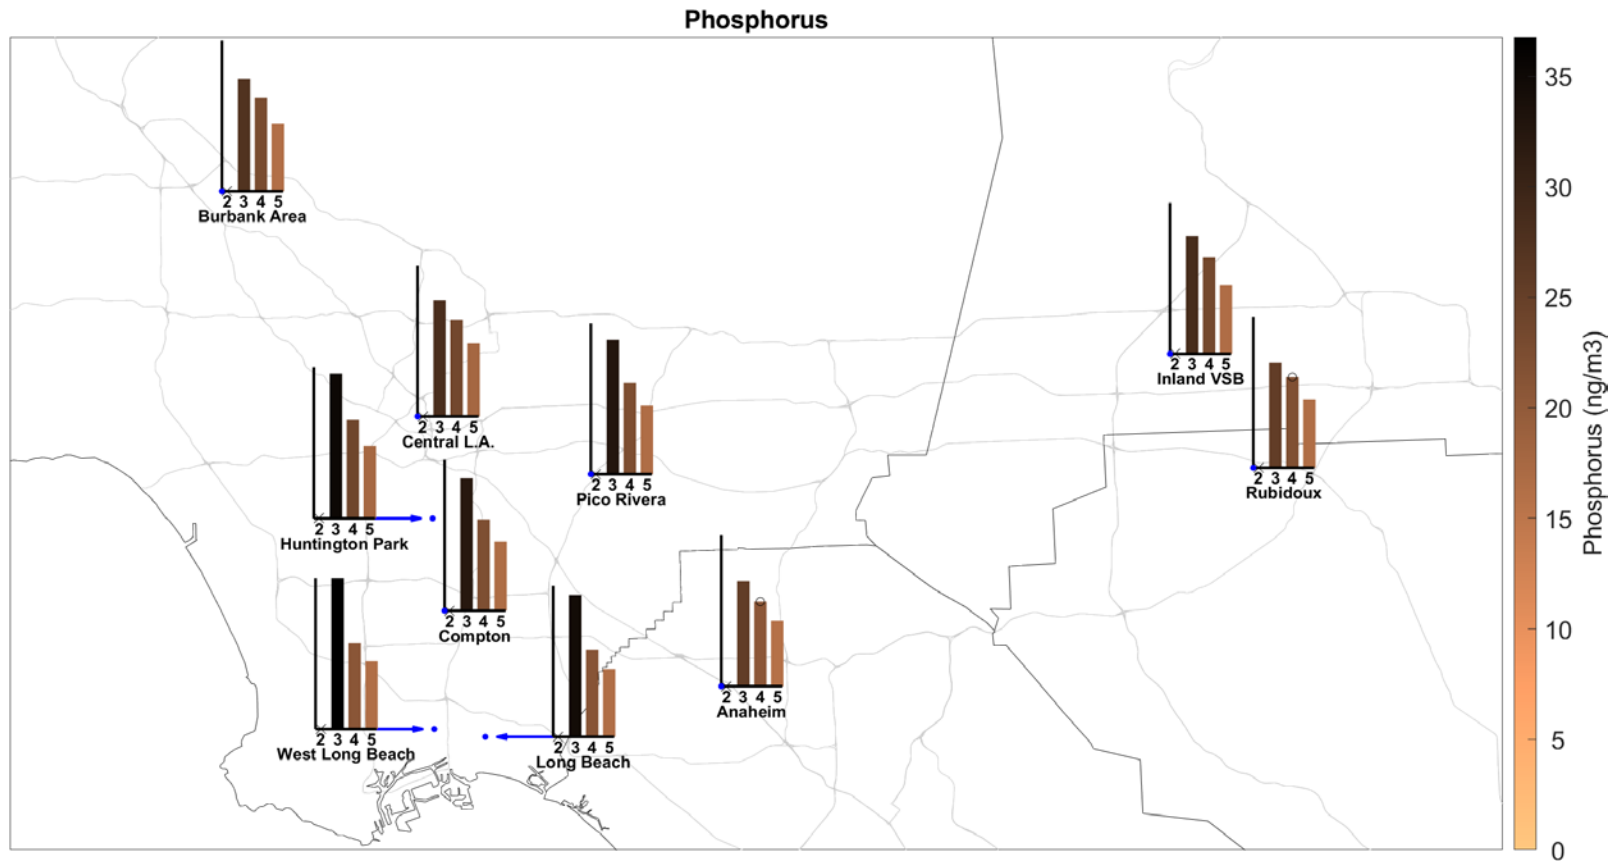 Phosphorus
2 3 4 5
Burbank Area
2 3 4 5
Central L.A.
2 3 4 5
Pico Rivera
2 3 4 5
Inland VSB
2 3 4 5
Rubidoux
2 3 4 5
Huntington Park
2 3 4 5
Compton
2 3 4 5
West Long Beach
2 3 4 5
Long Beach
2 3 4 5
Anaheim
35
30
25
20
15
10
5
0
Phosphorus (ng/m3)